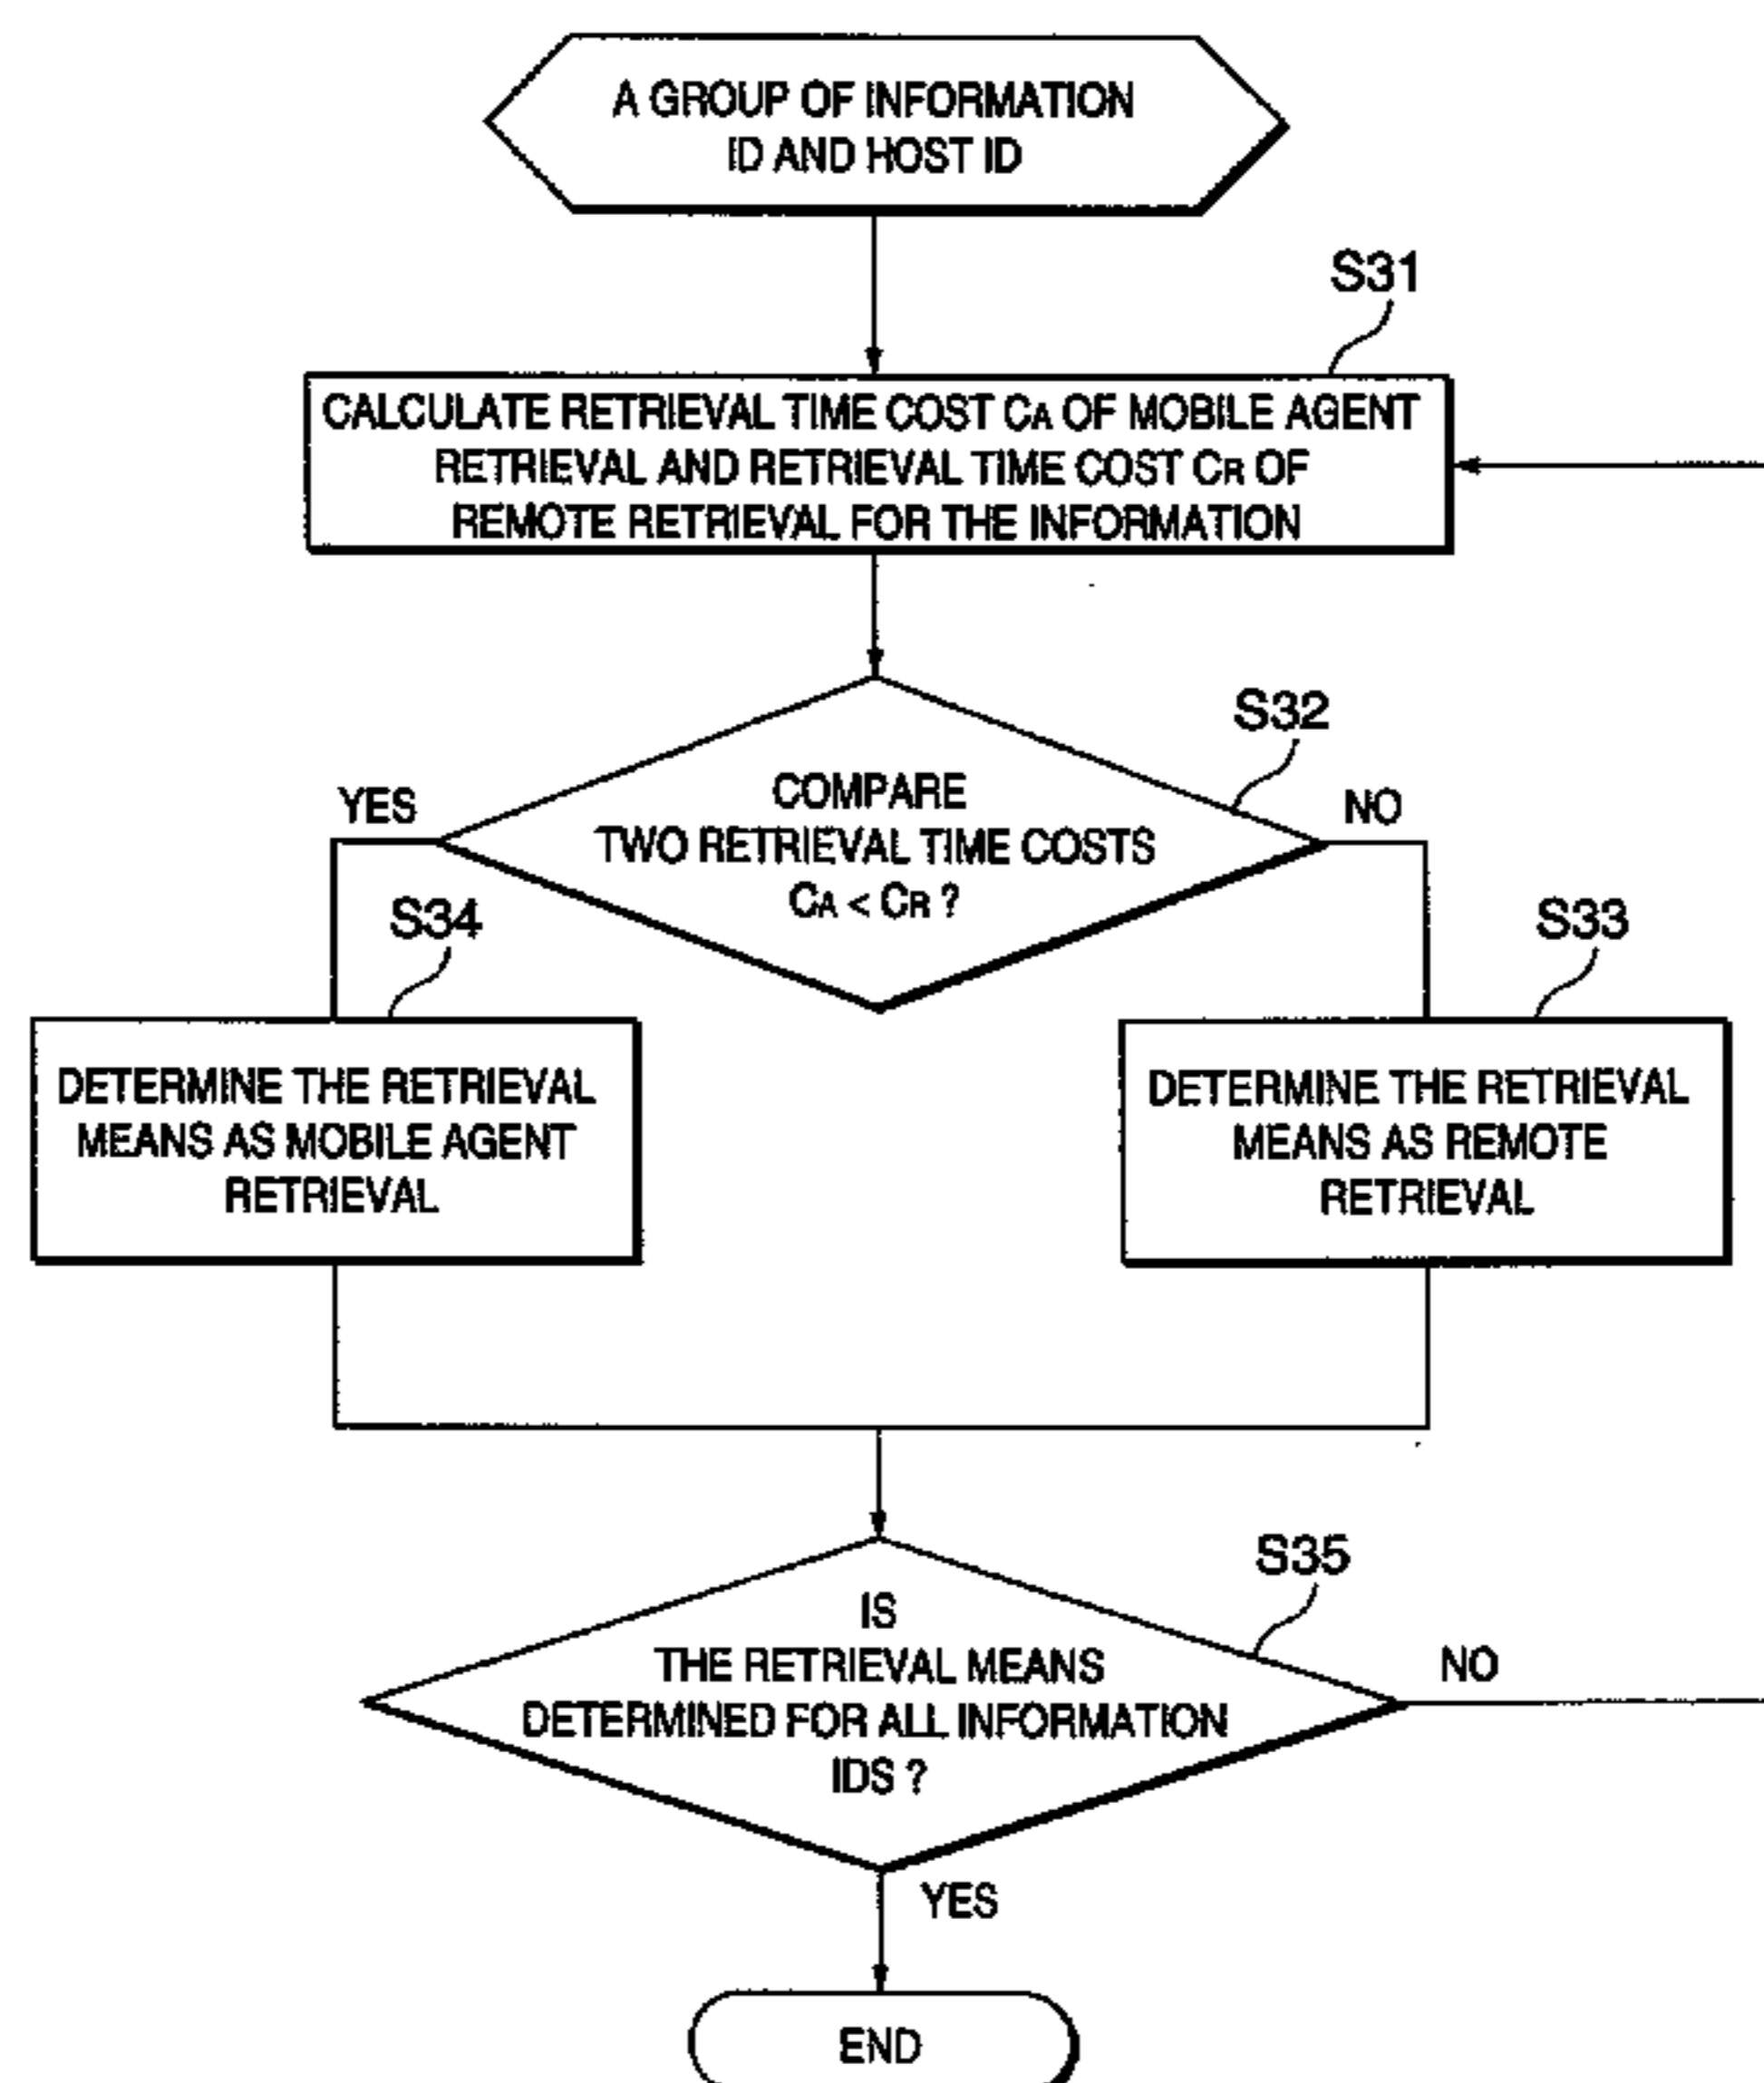 A GROUP OF INFORMATION
ID AND HOST ID
S31
CALCULATE RETRIEVAL TIME COST CA OF MOBILE AGENT
RETRIEVAL AND RETRIEVAL TIME COST CR OF
REMOTE RETRIEVAL FOR THE INFORMATION
S32
YES
NO
COMPARE
TWO RETRIEVAL TIME COSTS
CA < CR ?
S34
S33
DETERMINE THE RETRIEVAL
MEANS AS MOBILE AGENT
RETRIEVAL
DETERMINE THE RETRIEVAL
MEANS AS REMOTE
RETRIEVAL
S35
IS
THE RETRIEVAL MEANS
DETERMINED FOR ALL INFORMATION
IDS ?
NO
YES
END